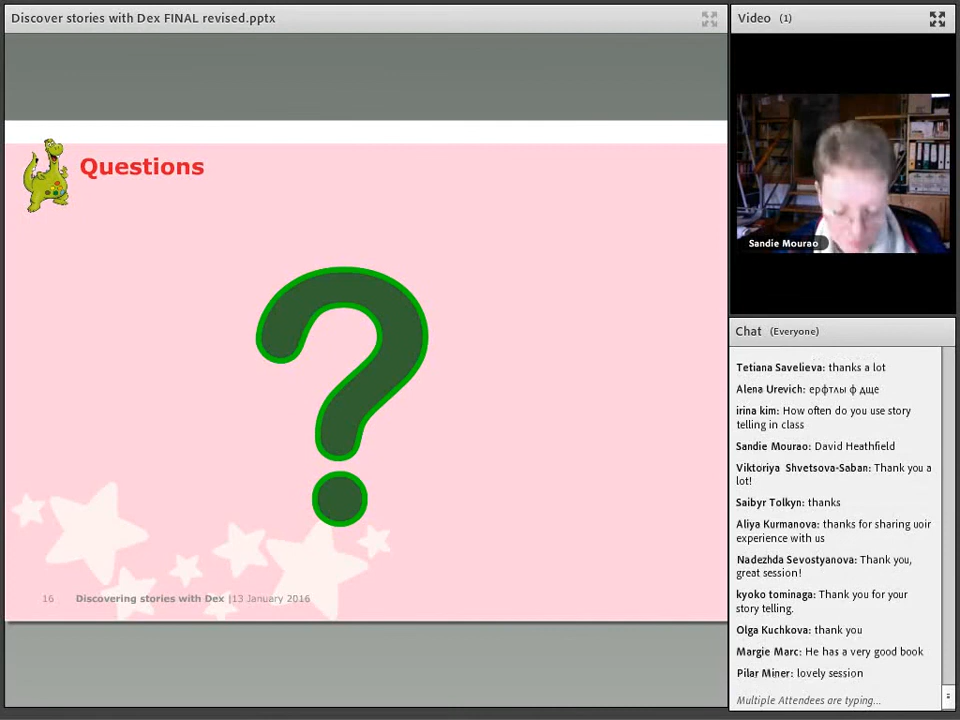 Discover stories with Dex FINAL revised.pptx
Questions
?
16 Discovering stories with Dex |13 January 2016
Video (1)
Sandie Mourao
Chat (Everyone)
Tetiana Savelieva: thanks a lot
Alena Urevich: ерфтлы ф дще
irina kim: How often do you use story
telling in class
Sandie Mourao: David Heathfield
Viktoriya Shvetsova-Saban: Thank you a
lot!
Saibyr Tolkyn: thanks
Aliya Kurmanova: thanks for sharing uoir
experience with us
Nadezhda Sevostyanova: Thank you,
great session!
kyoko tominaga: Thank you for your
story telling.
Olga Kuchkova: thank you
Margie Marc: He has a very good book
Pilar Miner: lovely session
Multiple Attendees are typing...